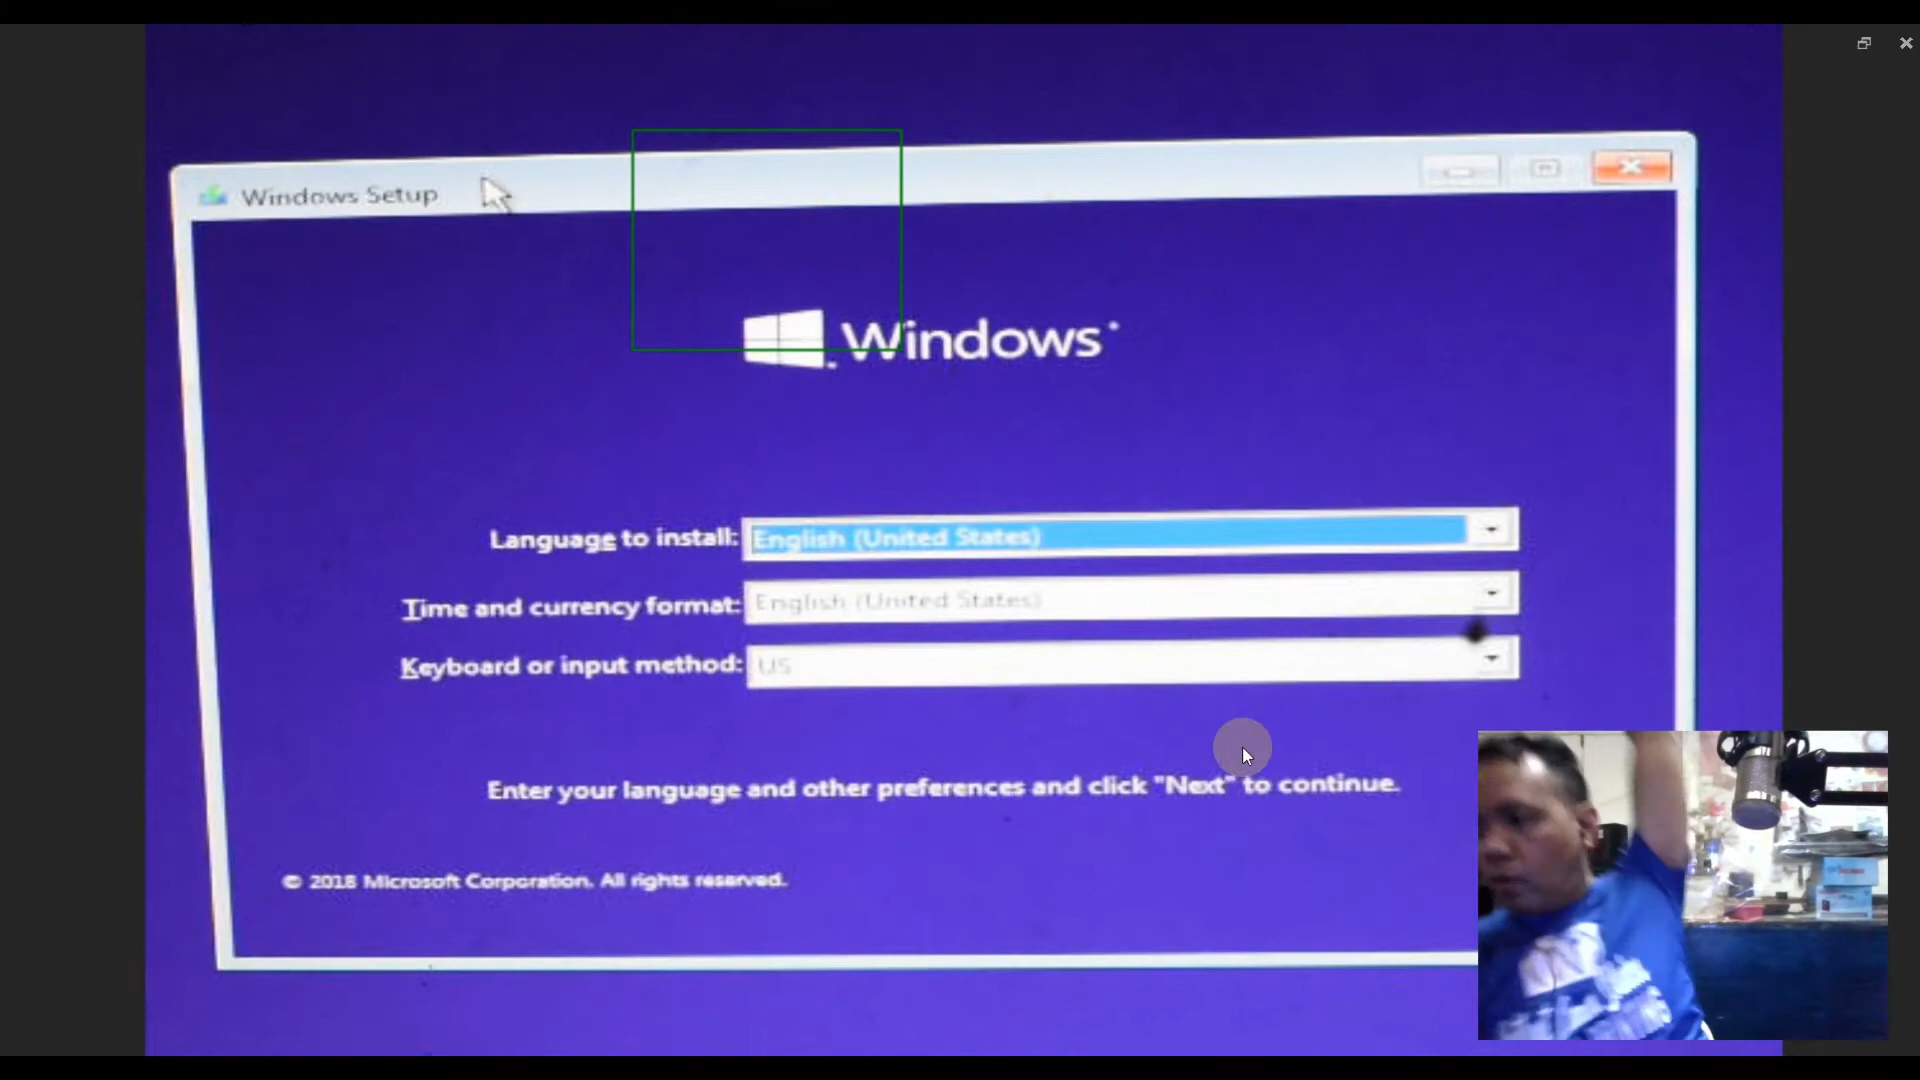 Windows Setup
Windows
Language to install: English (United States)
Time and currency format: English (United States)
Keyboard or input method: US
Enter your language and other preferences and click "Next" to continue.
© 2018 Microsoft Corporation. All rights reserved.